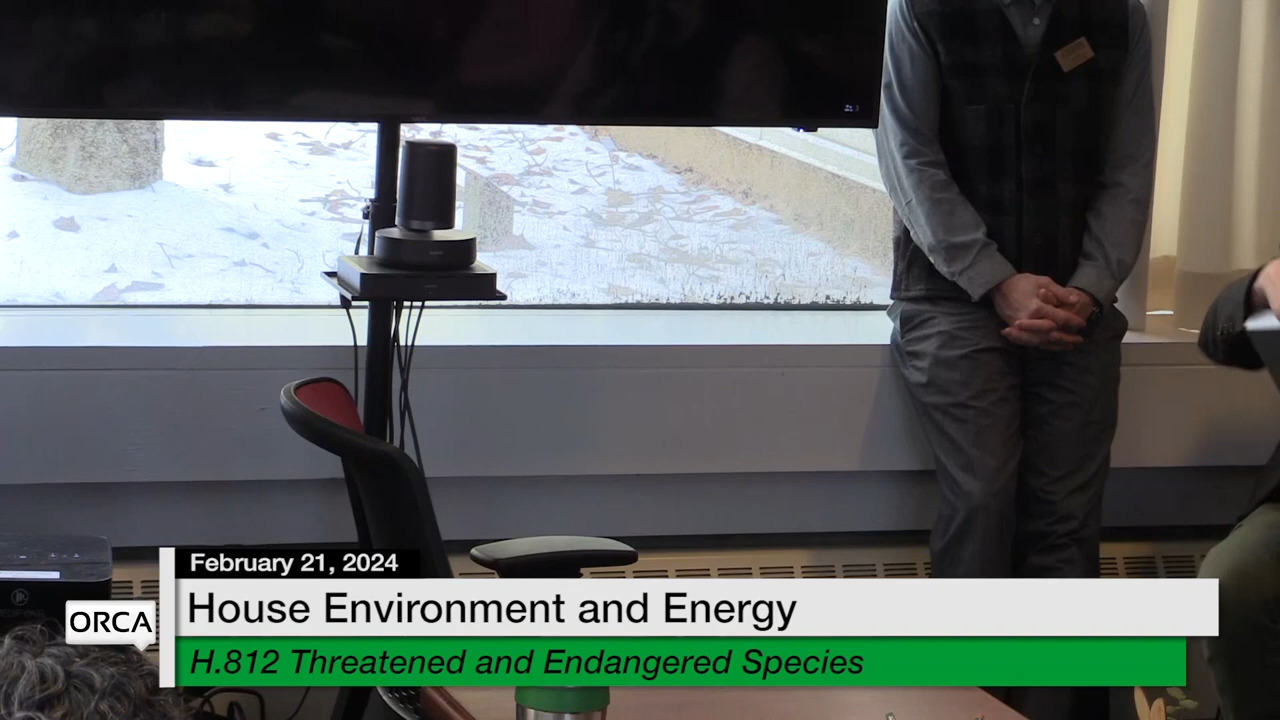 February 21, 2024
House Environment and Energy
ORCA
H.812 Threatened and Endangered Species